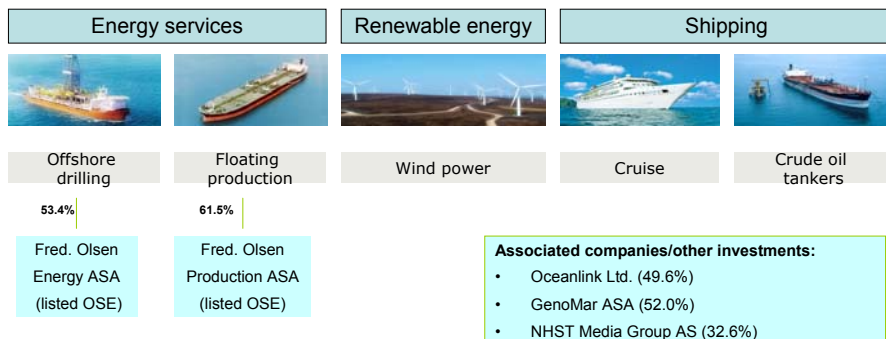 Energy services
Renewable energy
Shipping
Offshore
drilling
Floating
production
Wind power
Cruise
Crude oil
tankers
53.4%
61.5%
Fred. Olsen
Energy ASA
(listed OSE)
Fred. Olsen
Production ASA
(listed OSE)
Associated companies/other investments:
• Oceanlink Ltd. (49.6%)
• GenoMar ASA (52.0%)
• NHST Media Group AS (32.6%)